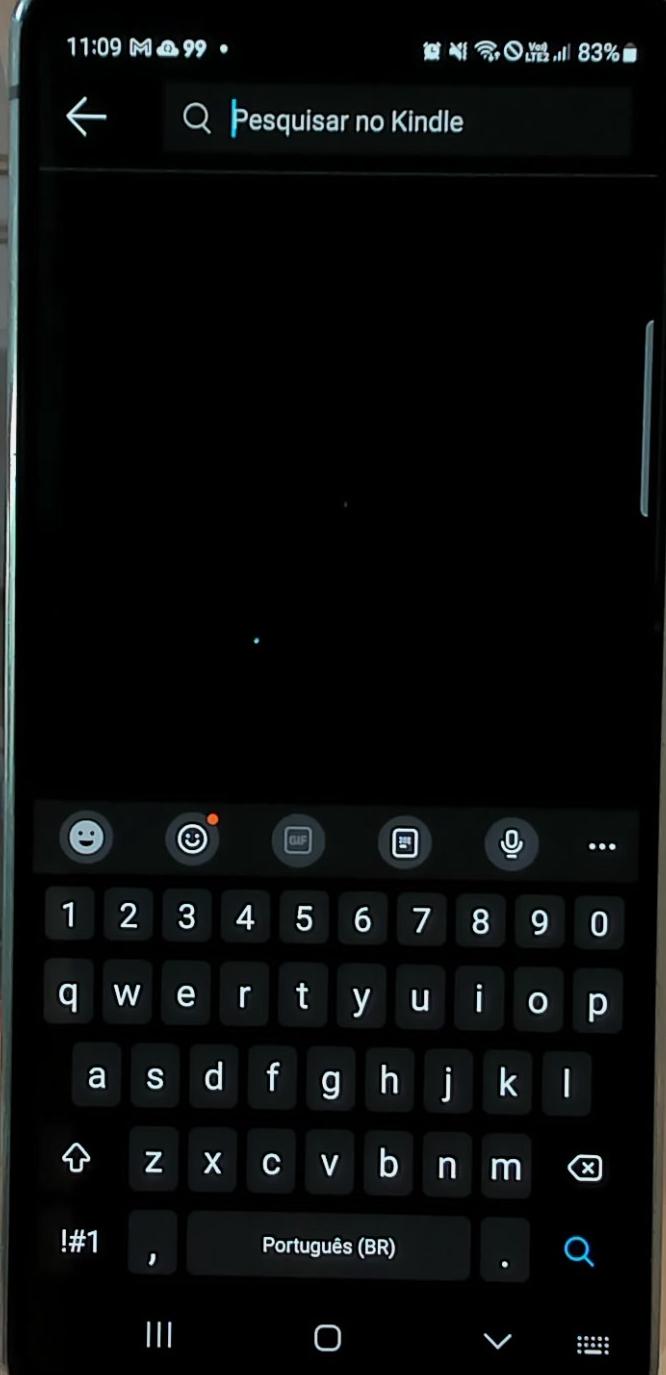 11:09 99 83%
Pesquisar no Kindle
GIF
1 2 3 4 5 6 7 8 9 0
q w e r t y u i o p
a s d f g h j k l
z x c v b n m
!#1 , Português (BR) .